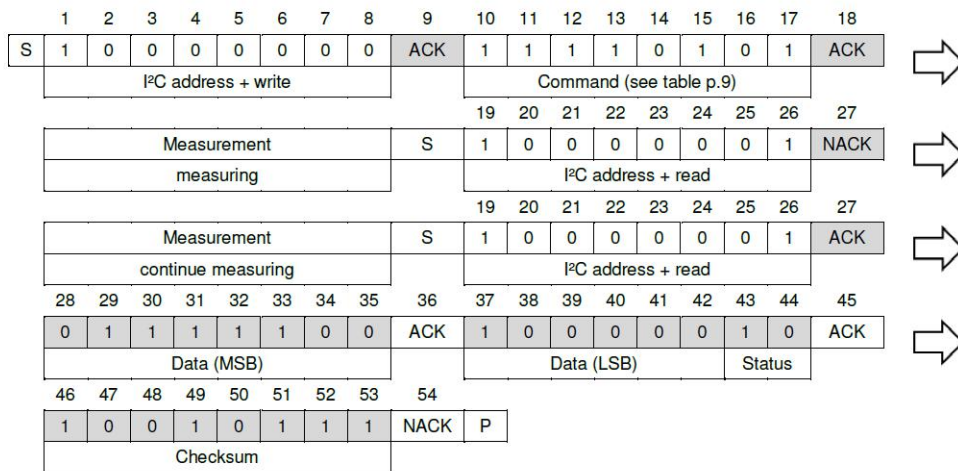 1 2 3 4 5 6 7 8 9 10 11 12 13 14 15 16 17 18
S 1 0 0 0 0 0 0 0 ACK 1 1 1 1 0 1 0 1 ACK
I²C address + write Command (see table p.9)
19 20 21 22 23 24 25 26 27
Measurement S 1 0 0 0 0 0 0 1 NACK
measuring I²C address + read
19 20 21 22 23 24 25 26 27
Measurement S 1 0 0 0 0 0 0 1 ACK
continue measuring I²C address + read
28 29 30 31 32 33 34 35 36 37 38 39 40 41 42 43 44 45
0 1 1 1 1 1 0 0 ACK 1 0 0 0 0 0 1 0 ACK
Data (MSB) Data (LSB) Status
46 47 48 49 50 51 52 53 54
1 0 0 1 0 1 1 1 NACK P
Checksum